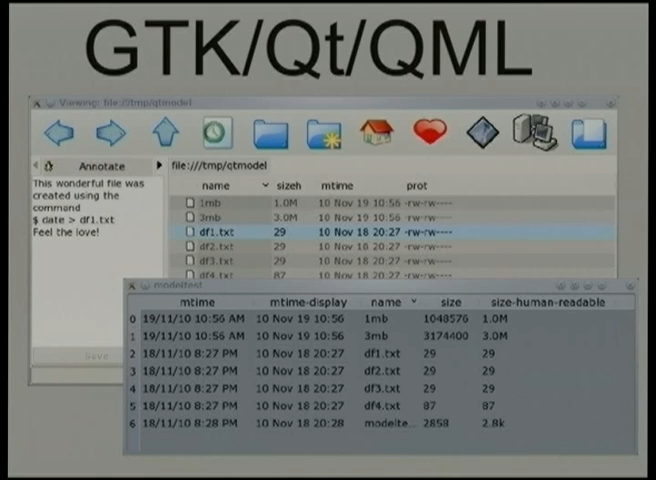 GTK/Qt/QML
Viewing: file:///tmp/qtmodel
Annotate
file:///tmp/qtmodel
This wonderful file was
created using the
command
$ date > df1.txt
Feel the love!
Save
name sizeh mtime prot
1mb 1.0M 10 Nov 19 10:56 -rw-rw----
3mb 3.0M 10 Nov 19 10:56 -rw-rw----
df1.txt 29 10 Nov 18 20:27 -rw-rw----
df2.txt 29 10 Nov 18 20:27 -rw-rw----
df3.txt 29 10 Nov 18 20:27 -rw-rw----
df4.txt 87 10 Nov 18 20:27 -rw-rw----
modeltest
mtime mtime-display name size size-human-readable
0 19/11/10 10:56 AM 10 Nov 19 10:56 1mb 1048576 1.0M
1 19/11/10 10:56 AM 10 Nov 19 10:56 3mb 3174400 3.0M
2 18/11/10 8:27 PM 10 Nov 18 20:27 df1.txt 29 29
3 18/11/10 8:27 PM 10 Nov 18 20:27 df2.txt 29 29
4 18/11/10 8:27 PM 10 Nov 18 20:27 df3.txt 29 29
5 18/11/10 8:27 PM 10 Nov 18 20:27 df4.txt 87 87
6 18/11/10 8:28 PM 10 Nov 18 20:28 modelte... 2858 2.8k